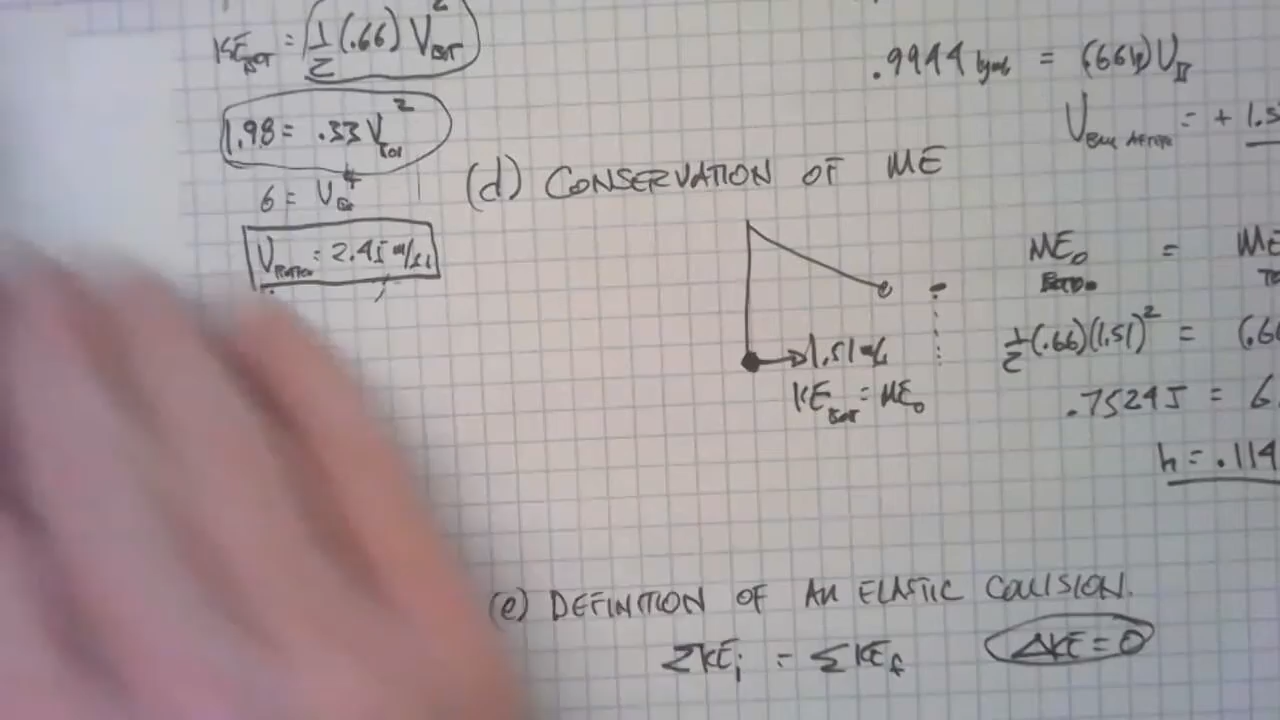 KE = 1/2 (.66) V²
1.98 = .33 V²
6 = V
V = 2.45 m/s
.9944 = (.66) V
V = + 1.5
(d) CONSERVATION OF ME
1.51 m/s
KE = ME₀
ME₀ = ME
½(.66)(1.51)² = (.66
.7524J = 6.
h = .114
(e) DEFINITION OF AN ELASTIC COLLISION.
ΣKEᵢ = ΣKE_f ΔKE = 0